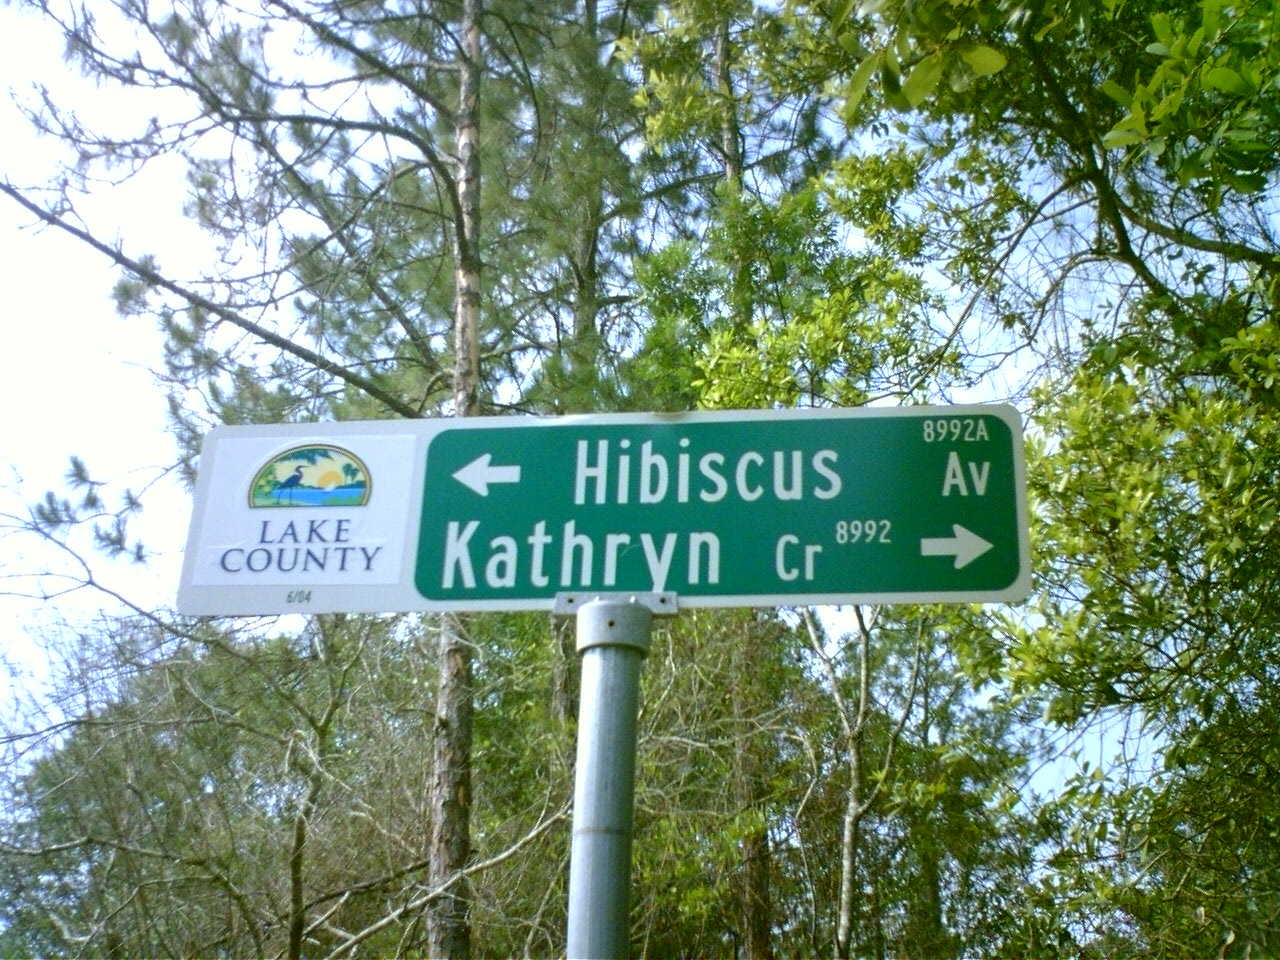 LAKE
COUNTY
6/04
Hibiscus Av 8992A
Kathryn Cr 8992